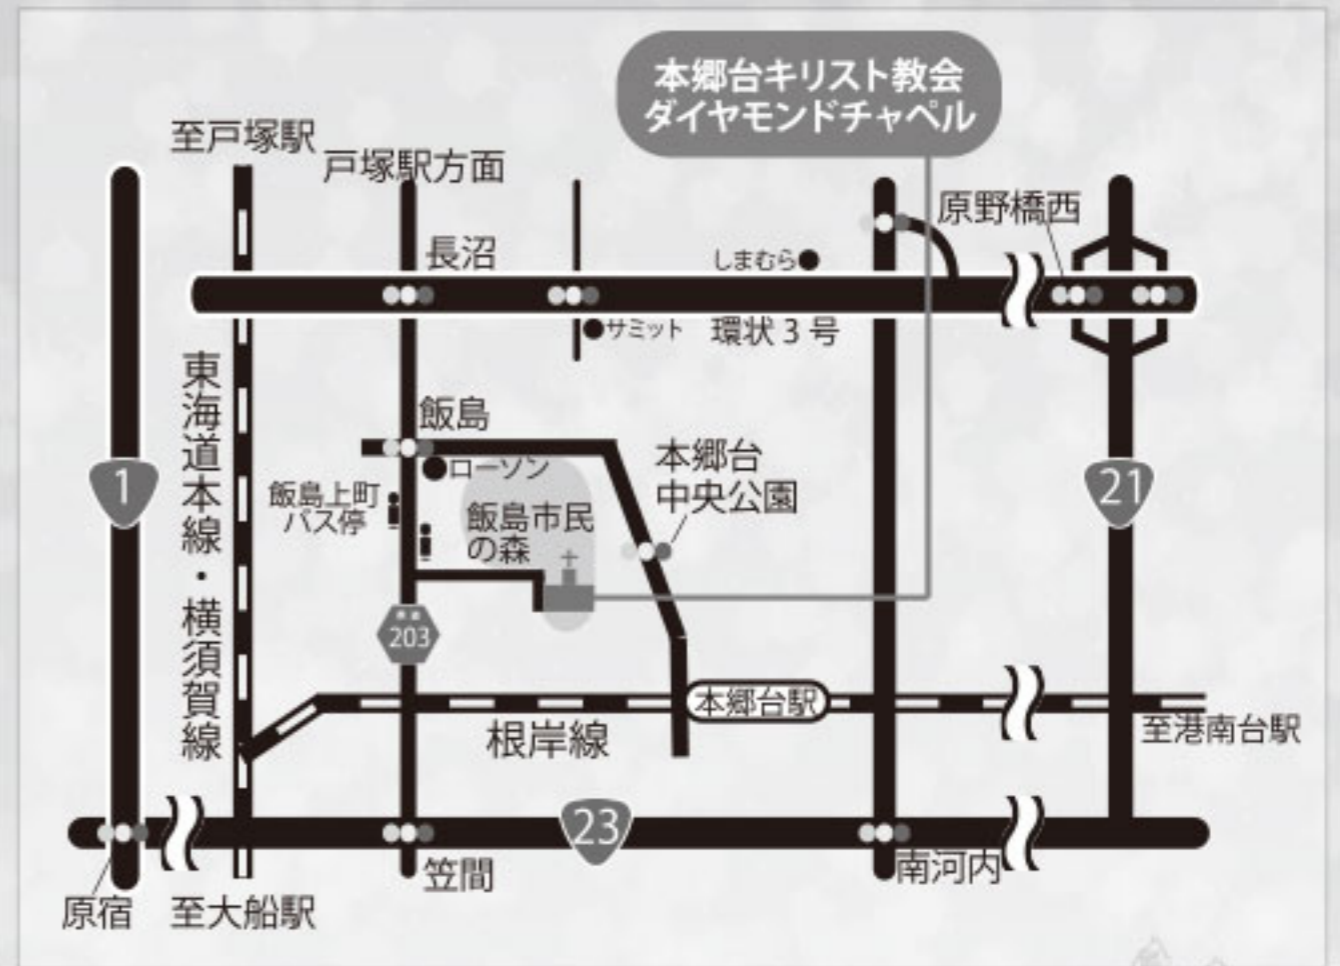 本郷台キリスト教会
ダイヤモンドチャペル
至戸塚駅
戸塚駅方面
原野橋西
長沼
しまむら
サミット
環状3号
東海道本線・横須賀線
飯島
ローソン
本郷台
中央公園
1
21
飯島上町
バス停
飯島市民
の森
203
本郷台駅
根岸線
至港南台駅
23
笠間
南河内
原宿
至大船駅